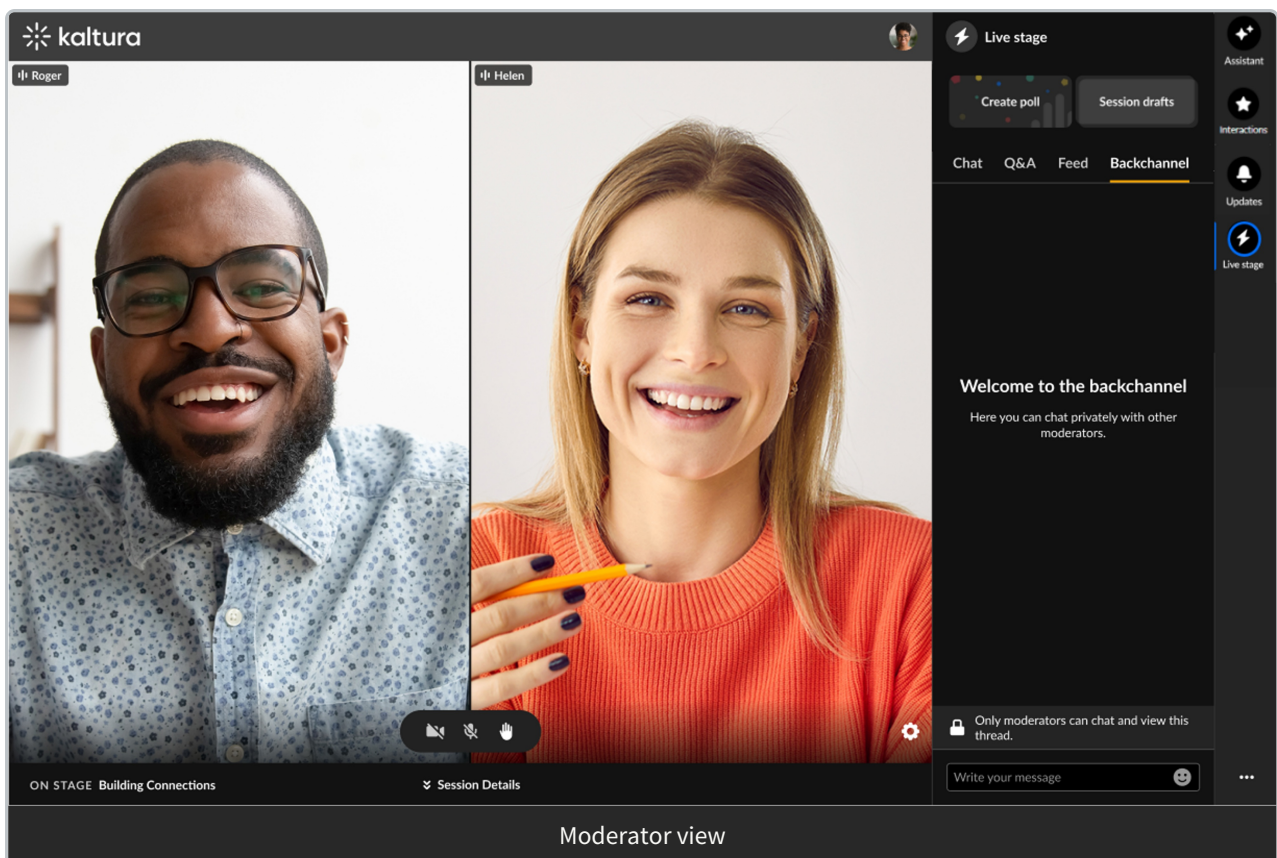 kaltura
Roger
Helen
Live stage
Create poll
Session drafts
Chat
Q&A
Feed
Backchannel
Welcome to the backchannel
Here you can chat privately with other
moderators.
Only moderators can chat and view this
thread.
Write your message
Assistant
Interactions
Updates
Live stage
ON STAGE Building Connections
Session Details
Moderator view